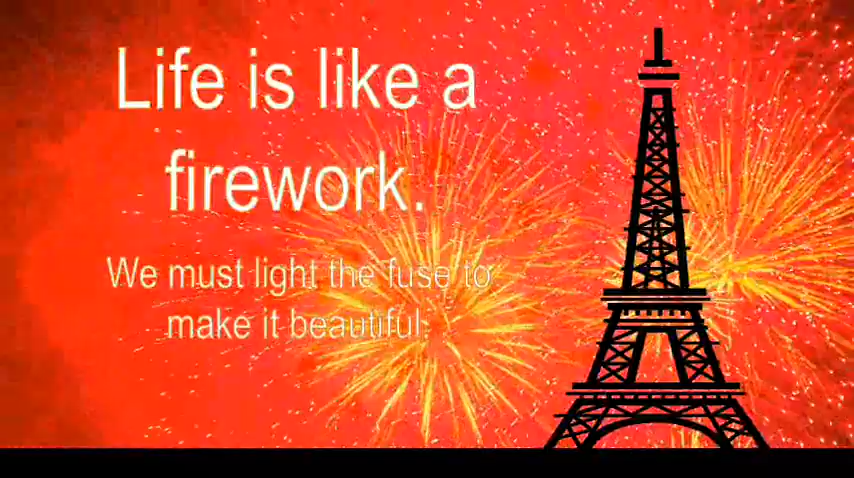 Life is like a
firework.
We must light the fuse to
make it beautiful.